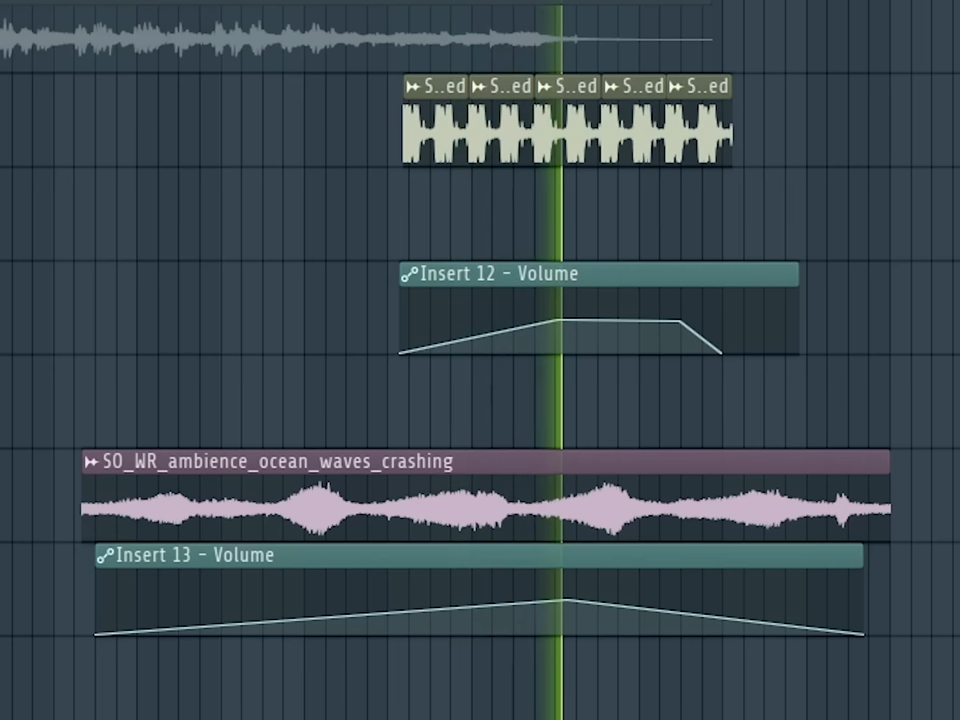 S..ed S..ed S..ed S..ed S..ed
Insert 12 - Volume
SO_WR_ambience_ocean_waves_crashing
Insert 13 - Volume